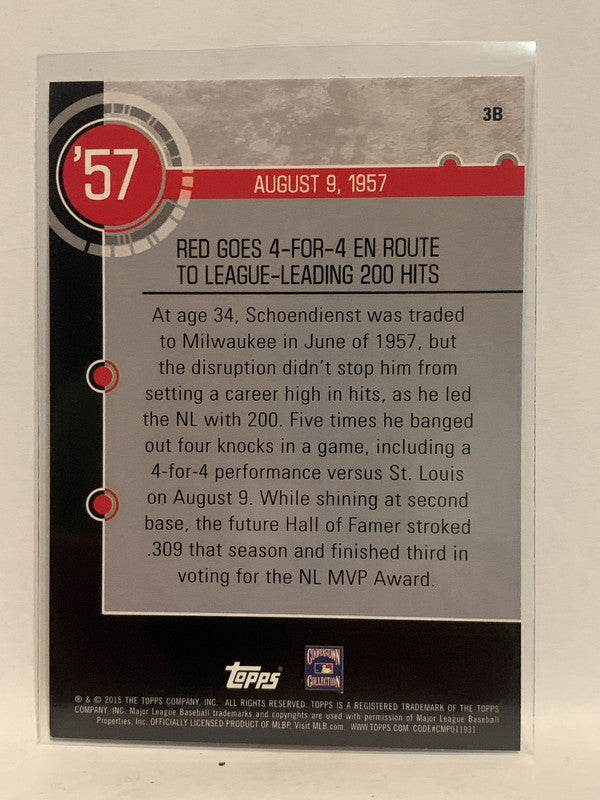 3B
'57
AUGUST 9, 1957
RED GOES 4-FOR-4 EN ROUTE
TO LEAGUE-LEADING 200 HITS
At age 34, Schoendienst was traded
to Milwaukee in June of 1957, but
the disruption didn't stop him from
setting a career high in hits, as he led
the NL with 200. Five times he banged
out four knocks in a game, including a
4-for-4 performance versus St. Louis
on August 9. While shining at second
base, the future Hall of Famer stroked
.309 that season and finished third in
voting for the NL MVP Award.
topps®
COOPERSTOWN
COLLECTION
® & © 2015 THE TOPPS COMPANY, INC. ALL RIGHTS RESERVED. TOPPS IS A REGISTERED TRADEMARK OF THE TOPPS
COMPANY, INC. Major League Baseball trademarks and copyrights are used with permission of Major League Baseball
Properties, Inc. OFFICIALLY LICENSED PRODUCT OF MLBP. Visit MLB.com. WWW.TOPPS.COM CODE#CMP011931